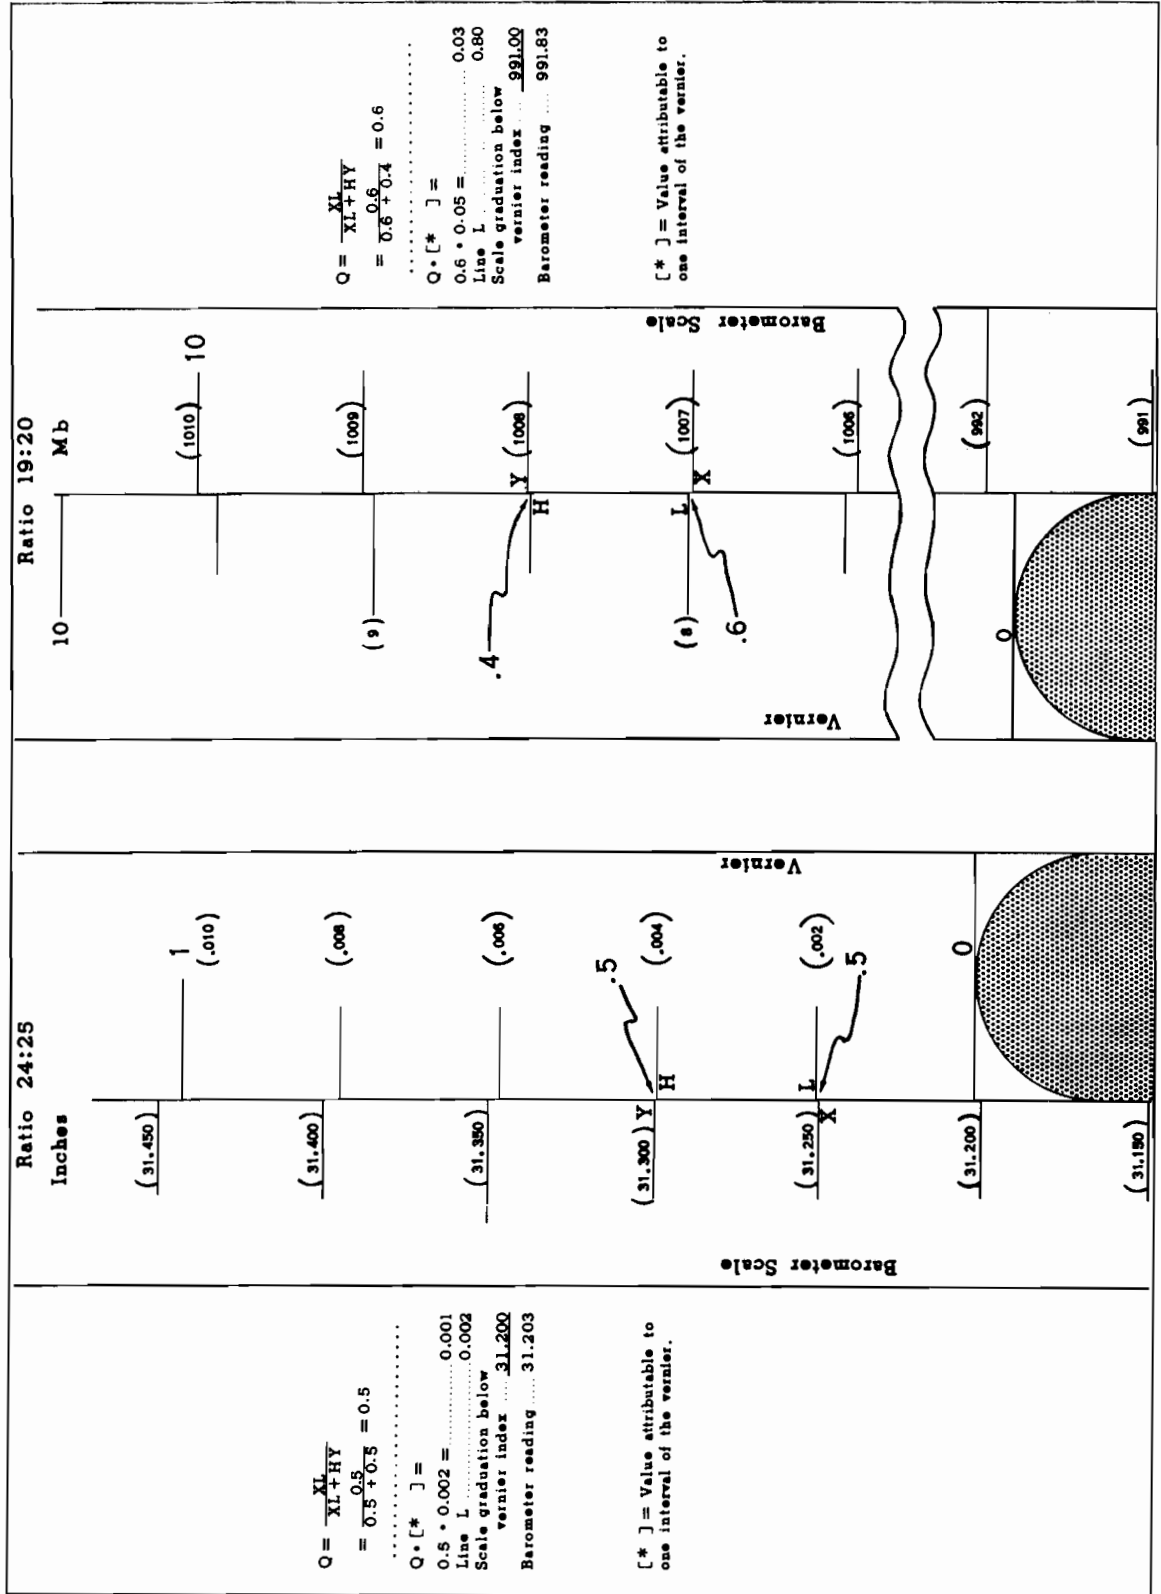 Ratio 24:25
Inches
Q = XL
XL + HY
= 0.5
0.5 + 0.5 = 0.5
Q • [* ] =
0.5 • 0.002 = 0.001
Line L 0.002
Scale graduation below
vernier index 31.200
Barometer reading 31.203
[* ] = Value attributable to
one interval of the vernier.
Barometer Scale
(31.450)
(31.400)
(31.350)
(31.300) Y
(31.250)
X
(31.200)
(31.150)
1
(.010)
(.008)
(.006)
(.004)
H
(.002)
L
.5
.5
0
Vernier
Ratio 19:20
Mb
10
(9)
(8)
.4
.6
H
L
0
Vernier
(1010) 10
(1009)
Y (1008)
(1007)
X
(1006)
(992)
(991)
Barometer Scale
Q = XL
XL + HY
= 0.6
0.6 + 0.4 = 0.6
Q • [* ] =
0.6 • 0.05 = 0.03
Line L 0.80
Scale graduation below
vernier index 991.00
Barometer reading 991.83
[* ] = Value attributable to
one interval of the vernier.